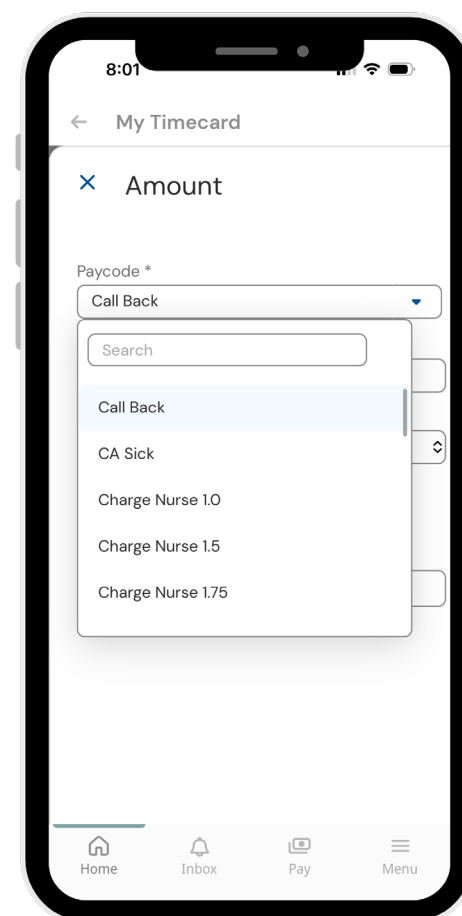 8:01
My Timecard
Amount
Paycode *
Call Back
Search
Call Back
CA Sick
Charge Nurse 1.0
Charge Nurse 1.5
Charge Nurse 1.75
Home Inbox Pay Menu